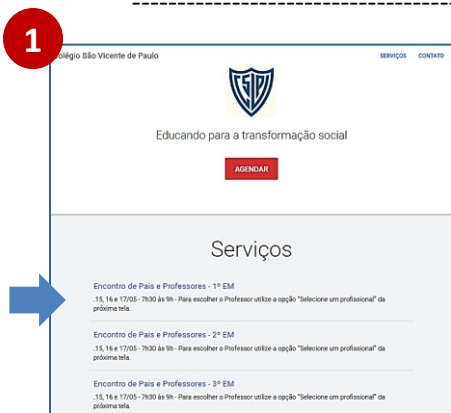 1
olégio São Vicente de Paulo
SERVIÇOS CONTATO
CSVP
Educando para a transformação social
AGENDAR
Serviços
Encontro de Pais e Professores - 1º EM
.15, 16 e 17/05 - 7h30 às 9h - Para escolher o Professor utilize a opção "Selecione um profissional" da
próxima tela.
Encontro de Pais e Professores - 2º EM
.15, 16 e 17/05 - 7h30 às 9h - Para escolher o Professor utilize a opção "Selecione um profissional" da
próxima tela.
Encontro de Pais e Professores - 3º EM
.15, 16 e 17/05 - 7h30 às 9h - Para escolher o Professor utilize a opção "Selecione um profissional" da
próxima tela.